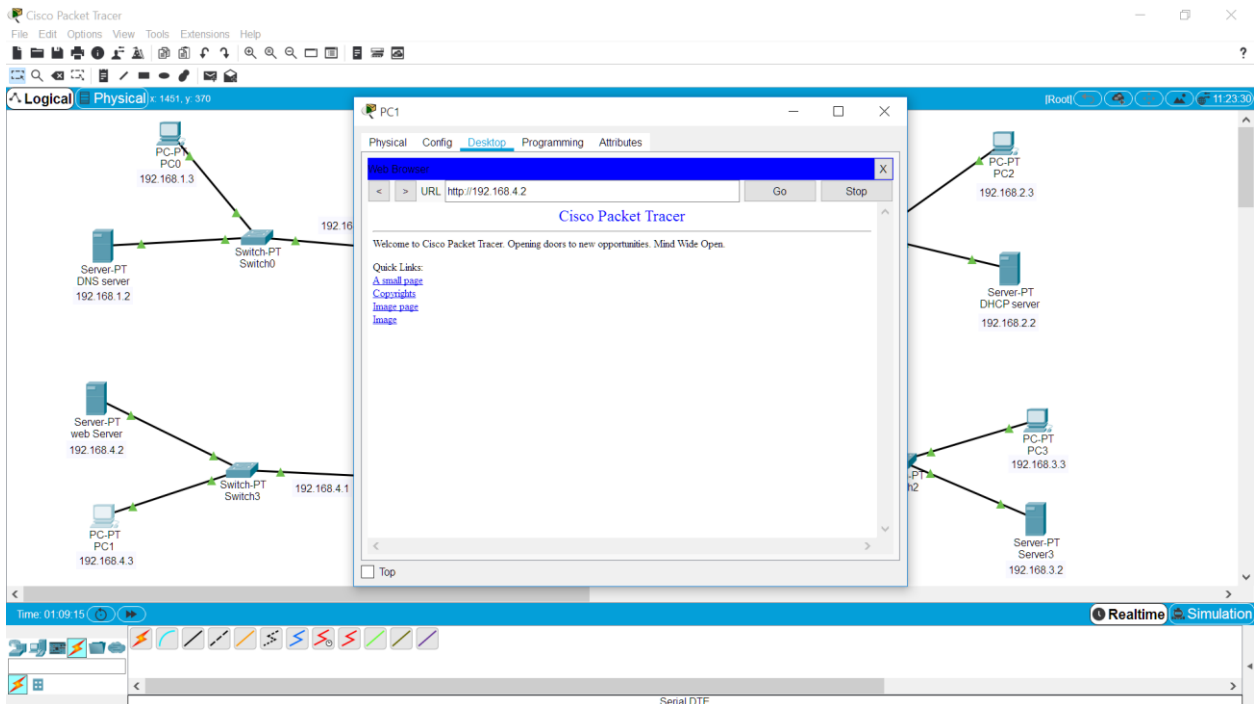 Cisco Packet Tracer
File Edit Options View Tools Extensions Help
?
Logical Physical x: 1451, y: 370
[Root] 11:23:30
PC1
Physical Config Desktop Programming Attributes
Web Browser X
< > URL http://192.168.4.2 Go Stop
Cisco Packet Tracer
Welcome to Cisco Packet Tracer. Opening doors to new opportunities. Mind Wide Open.
Quick Links:
A small page
Copyrights
Image page
Image
Top
PC-PT
PC0
192.168.1.3
192.16
Switch-PT
Switch0
Server-PT
DNS server
192.168.1.2
Server-PT
web Server
192.168.4.2
Switch-PT
Switch3
192.168.4.1
PC-PT
PC1
192.168.4.3
PC-PT
PC2
192.168.2.3
Server-PT
DHCP server
192.168.2.2
PC-PT
PC3
192.168.3.3
-PT
h2
Server-PT
Server3
192.168.3.2
Time: 01:09:15
Realtime Simulation
Serial DTE